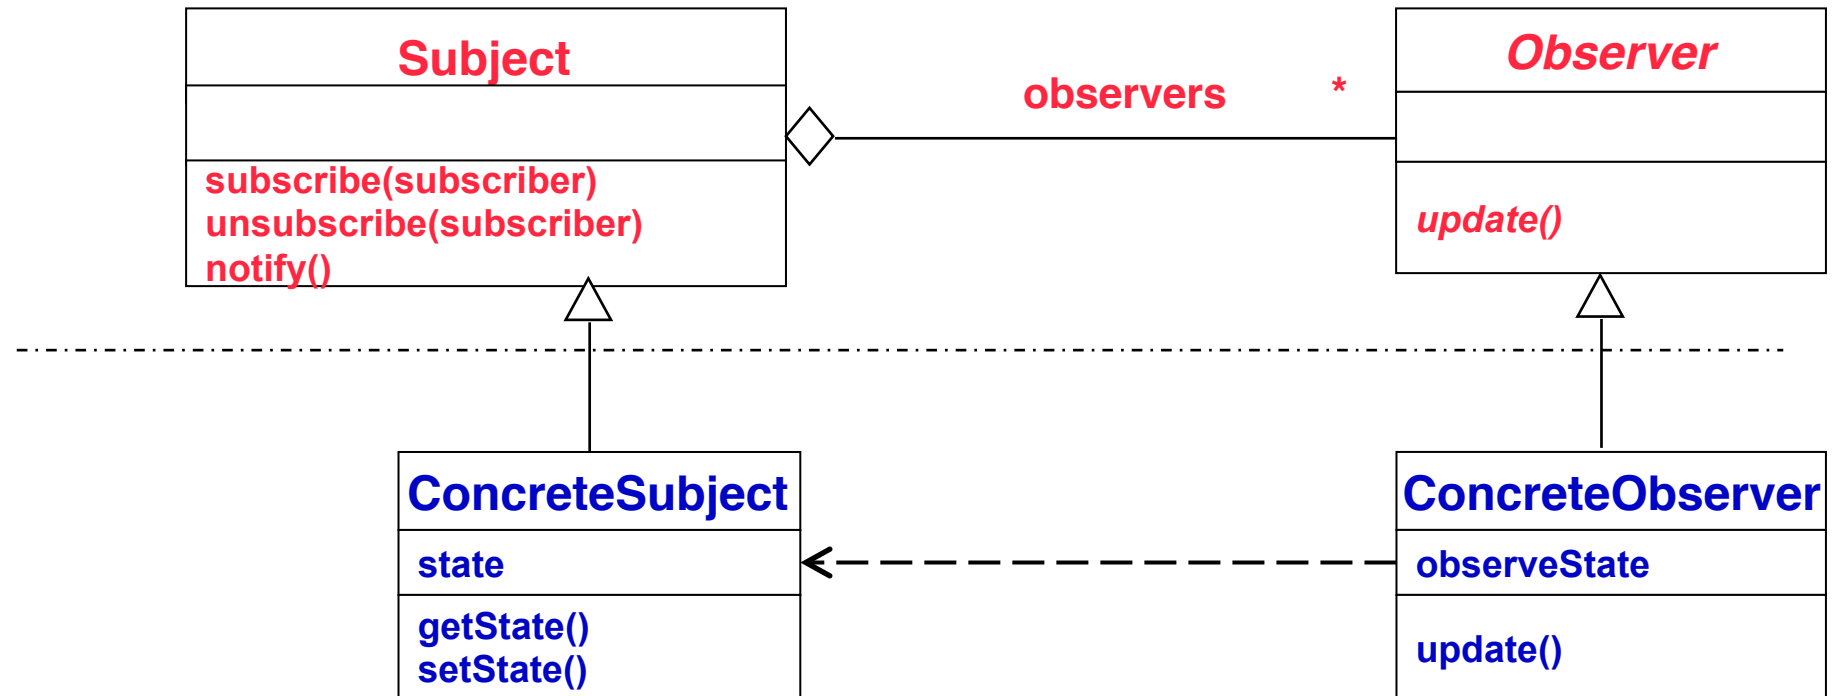 Subject
subscribe(subscriber)
unsubscribe(subscriber)
notify()
observers *
Observer
update()
ConcreteSubject
state
getState()
setState()
ConcreteObserver
observeState
update()